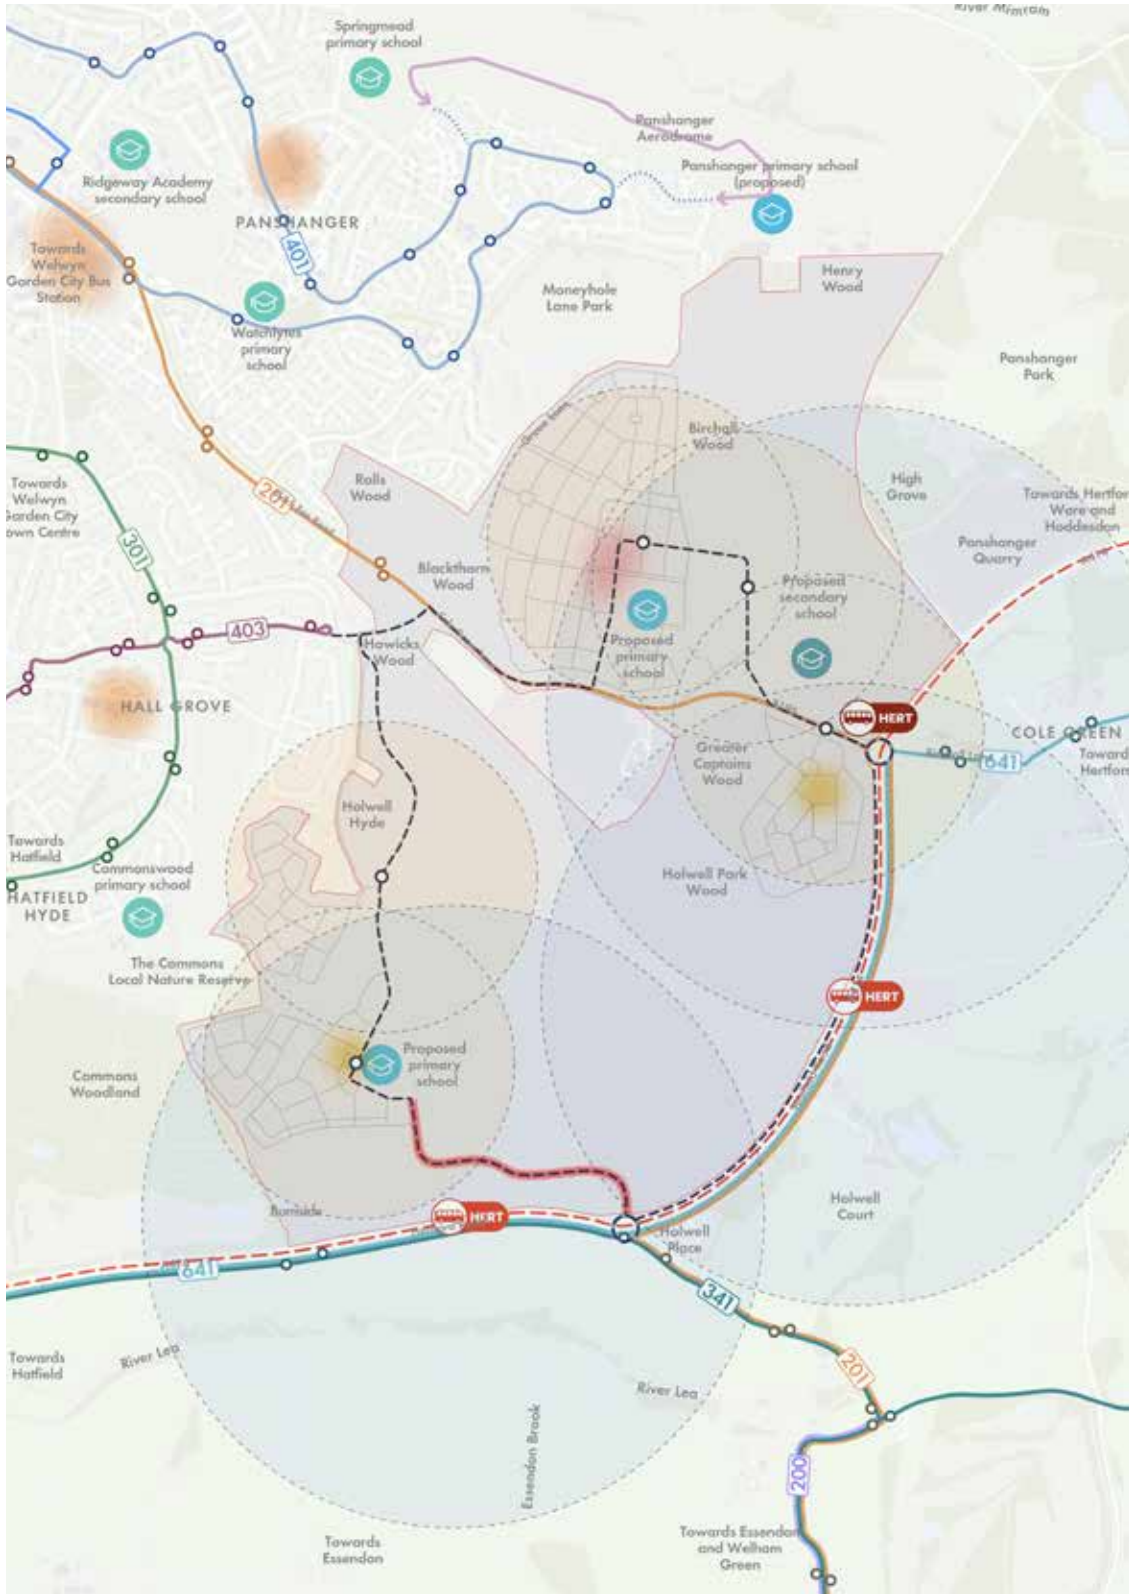 River Mimram
Springmead
primary school
Panshanger
Aerodrome
Ridgeway Academy
secondary school
Panshanger primary school
(proposed)
PANSHANGER
401
Towards
Welwyn
Garden City Bus
Station
Henry
Wood
Moneyhole
Lane Park
Watchlytes
primary
school
Panshanger
Park
Birchall
Wood
Rolls
Wood
High
Grove
Towards
Welwyn
Garden City
Town Centre
Towards Hertford
Ware and
Hoddesdon
201
301
Panshanger
Quarry
Blackthorn
Wood
Proposed
secondary
school
403
Howicks
Wood
Proposed
primary
school
HALL GROVE
HERT
COLE GREEN
Greater
Captains
Wood
641
Towards
Hertford
Holwell
Hyde
Towards
Hatfield
Commonswood
primary school
HATFIELD
HYDE
Holwell Park
Wood
The Commons
Local Nature Reserve
HERT
Proposed
primary
school
Commons
Woodland
Holwell
Court
Burnside
HERT
Holwell
Place
641
341
Towards
Hatfield
River Lea
201
River Lea
Essendon Brook
200
Towards
Essendon
Towards Essendon
and Welham
Green